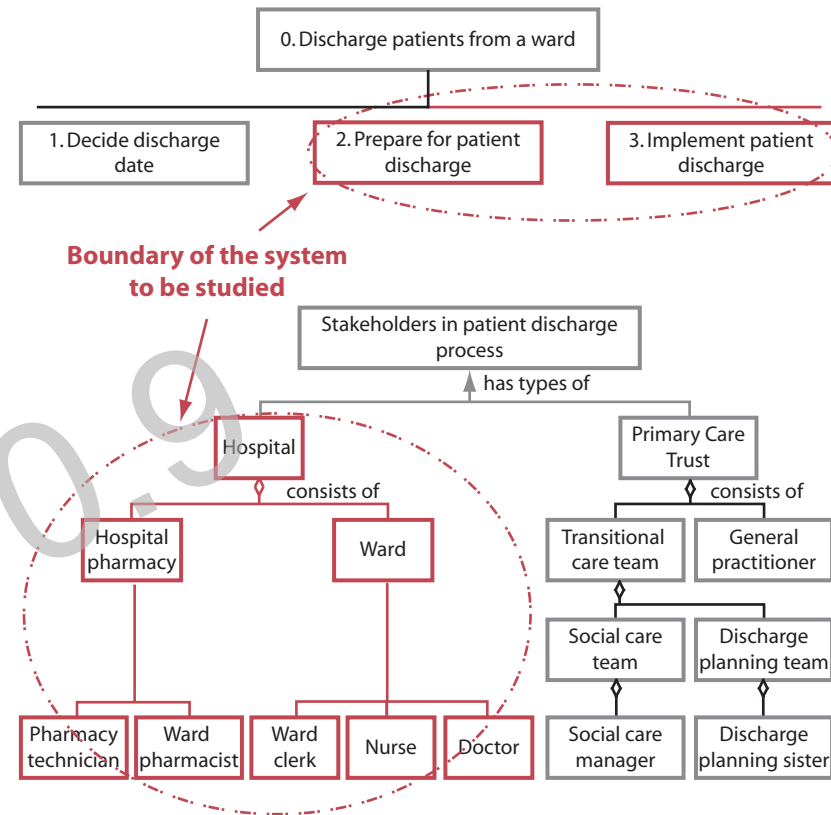 0. Discharge patients from a ward
1. Decide discharge
date
2. Prepare for patient
discharge
3. Implement patient
discharge
Boundary of the system
to be studied
Stakeholders in patient discharge
process
has types of
Hospital
Primary Care
Trust
consists of
consists of
Hospital
pharmacy
Ward
Transitional
care team
General
practitioner
Social care
team
Discharge
planning team
Pharmacy
technician
Ward
pharmacist
Ward
clerk
Nurse
Doctor
Social care
manager
Discharge
planning sister
0.9